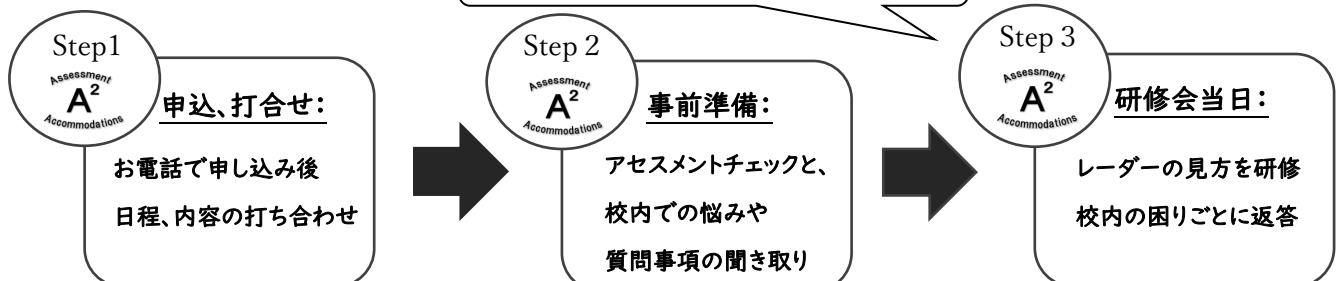 Step1
Assessment
A²
Accommodations
申込、打合せ：
お電話で申し込み後
日程、内容の打ち合わせ
Step 2
Assessment
A²
Accommodations
事前準備：
アセスメントチェックと、
校内での悩みや
質問事項の聞き取り
Step 3
Assessment
A²
Accommodations
研修会当日：
レーダーの見方を研修
校内の困りごとに返答